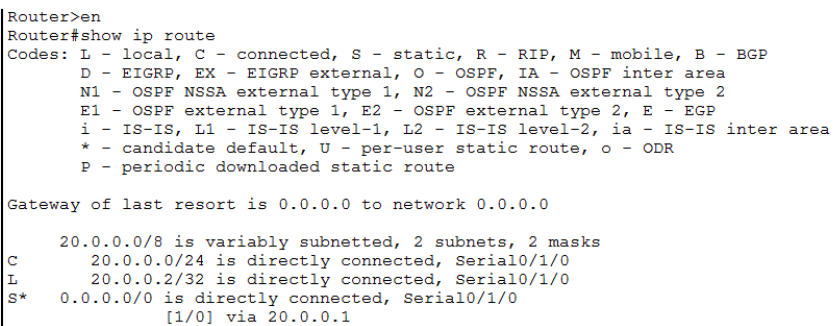 Router>en
Router#show ip route
Codes: L - local, C - connected, S - static, R - RIP, M - mobile, B - BGP
       D - EIGRP, EX - EIGRP external, O - OSPF, IA - OSPF inter area
       N1 - OSPF NSSA external type 1, N2 - OSPF NSSA external type 2
       E1 - OSPF external type 1, E2 - OSPF external type 2, E - EGP
       i - IS-IS, L1 - IS-IS level-1, L2 - IS-IS level-2, ia - IS-IS inter area
       * - candidate default, U - per-user static route, o - ODR
       P - periodic downloaded static route

Gateway of last resort is 0.0.0.0 to network 0.0.0.0

     20.0.0.0/8 is variably subnetted, 2 subnets, 2 masks
C       20.0.0.0/24 is directly connected, Serial0/1/0
L       20.0.0.2/32 is directly connected, Serial0/1/0
S*   0.0.0.0/0 is directly connected, Serial0/1/0
               [1/0] via 20.0.0.1